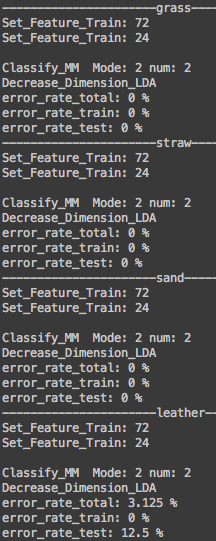 ----------------------grass----
Set_Feature_Train: 72
Set_Feature_Train: 24

Classify_MM  Mode: 2 num: 2
Decrease_Dimension_LDA
error_rate_total: 0 %
error_rate_train: 0 %
error_rate_test: 0 %
----------------------straw----
Set_Feature_Train: 72
Set_Feature_Train: 24

Classify_MM  Mode: 2 num: 2
Decrease_Dimension_LDA
error_rate_total: 0 %
error_rate_train: 0 %
error_rate_test: 0 %
----------------------sand-----
Set_Feature_Train: 72
Set_Feature_Train: 24

Classify_MM  Mode: 2 num: 2
Decrease_Dimension_LDA
error_rate_total: 0 %
error_rate_train: 0 %
error_rate_test: 0 %
----------------------leather--
Set_Feature_Train: 72
Set_Feature_Train: 24

Classify_MM  Mode: 2 num: 2
Decrease_Dimension_LDA
error_rate_total: 3.125 %
error_rate_train: 0 %
error_rate_test: 12.5 %